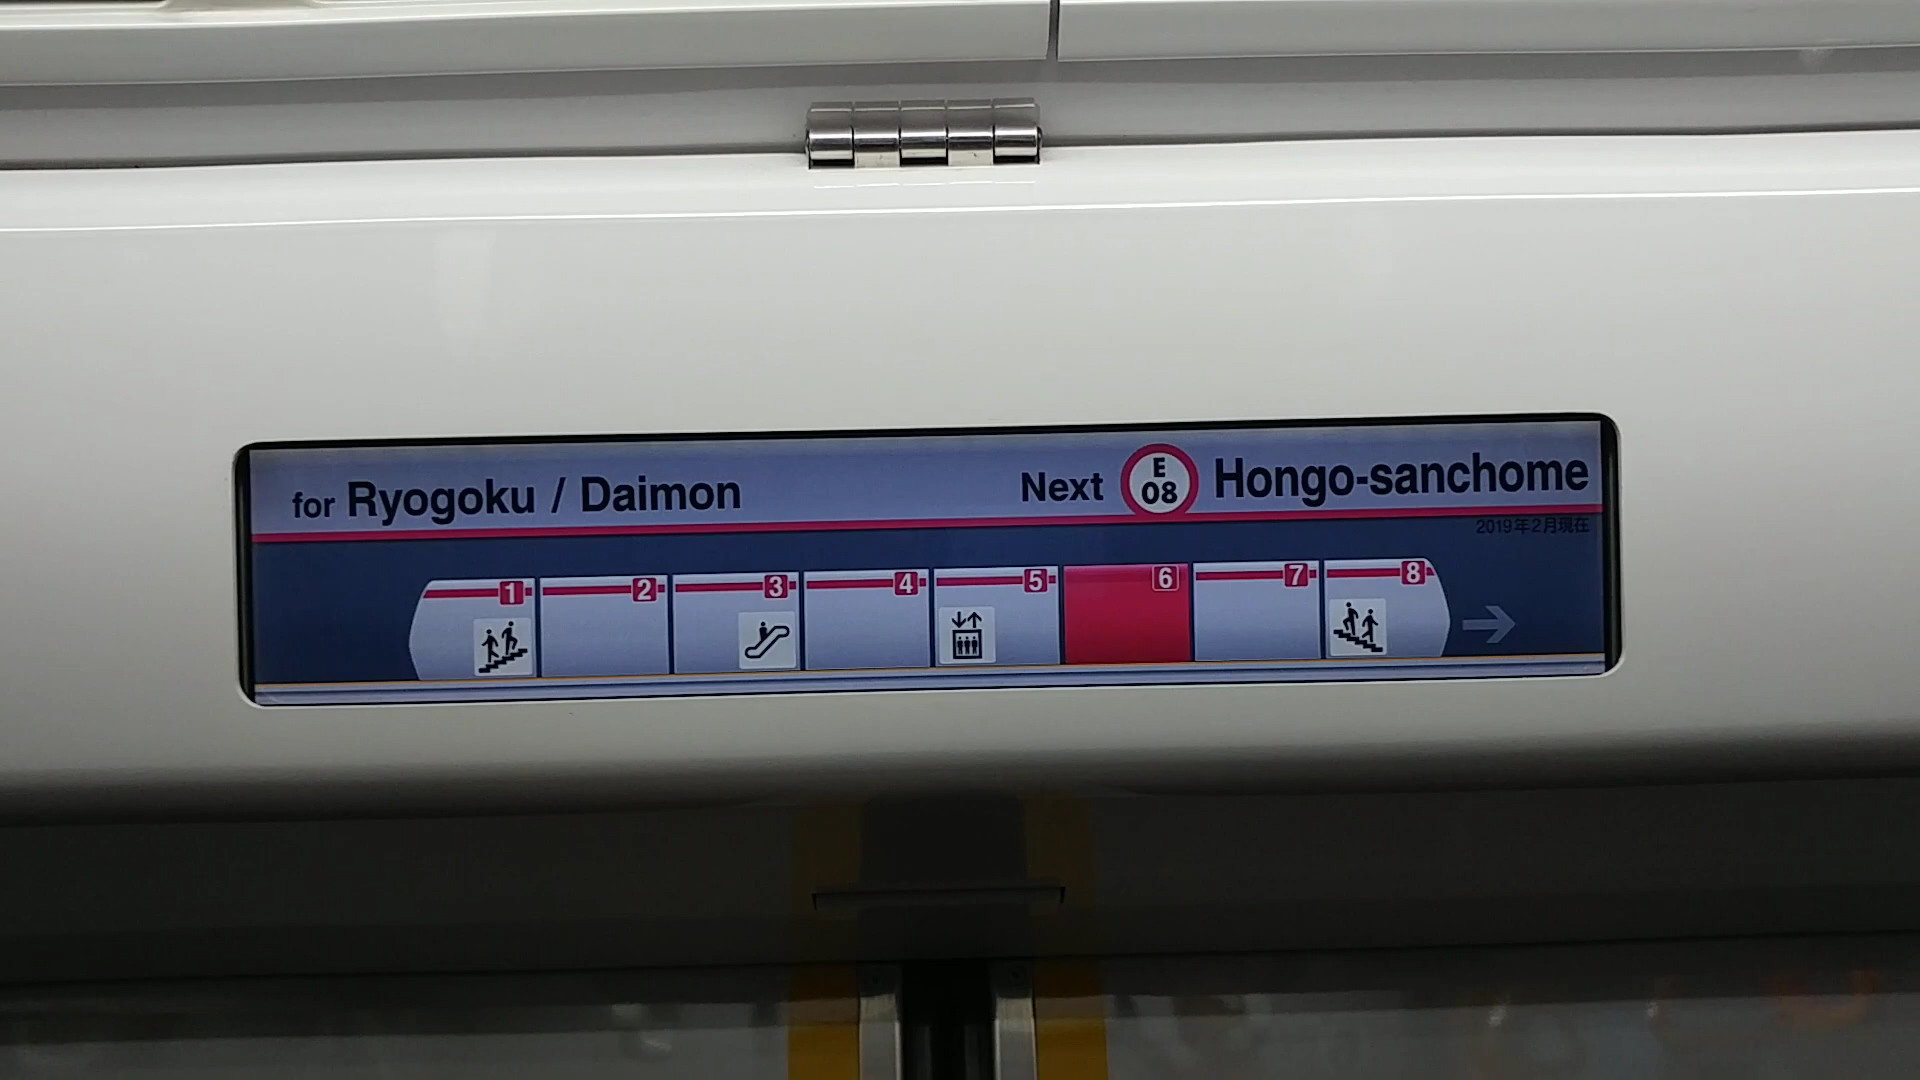 for Ryogoku / Daimon
Next E 08 Hongo-sanchome
2019年2月現在
1 2 3 4 5 6 7 8